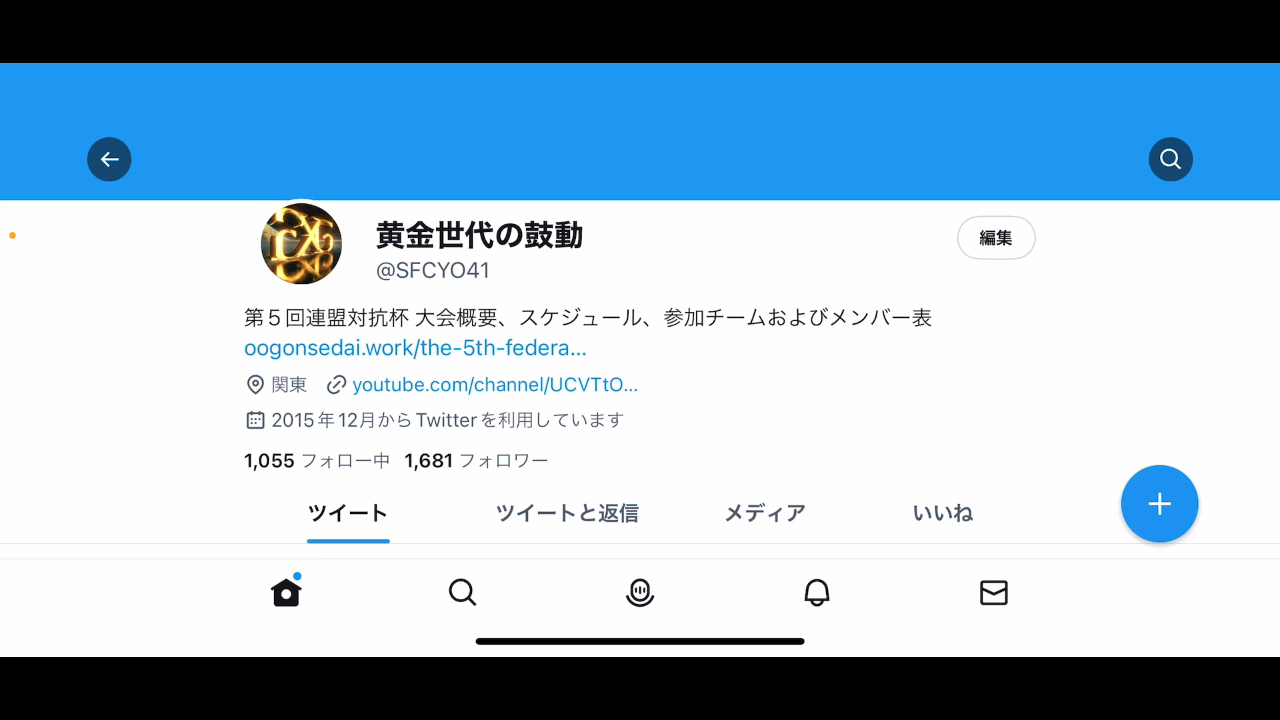 黄金世代の鼓動
編集
@SFCYO41
第５回連盟対抗杯 大会概要、スケジュール、参加チームおよびメンバー表
oogonsedai.work/the-5th-federa...
関東 youtube.com/channel/UCVTtO...
2015年12月からTwitterを利用しています
1,055 フォロー中 1,681 フォロワー
ツイート ツイートと返信 メディア いいね